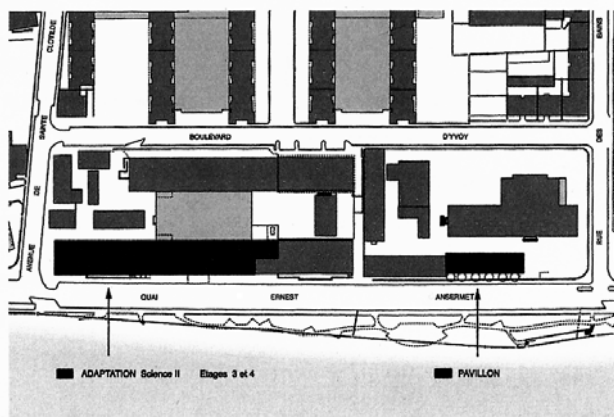 AVENUE DE SAINTE CLOTILDE
BOULEVARD D'YVOY
RUE DES BAINS
QUAI ERNEST ANSERMET
ADAPTATION Science II Etages 3 et 4
PAVILLON